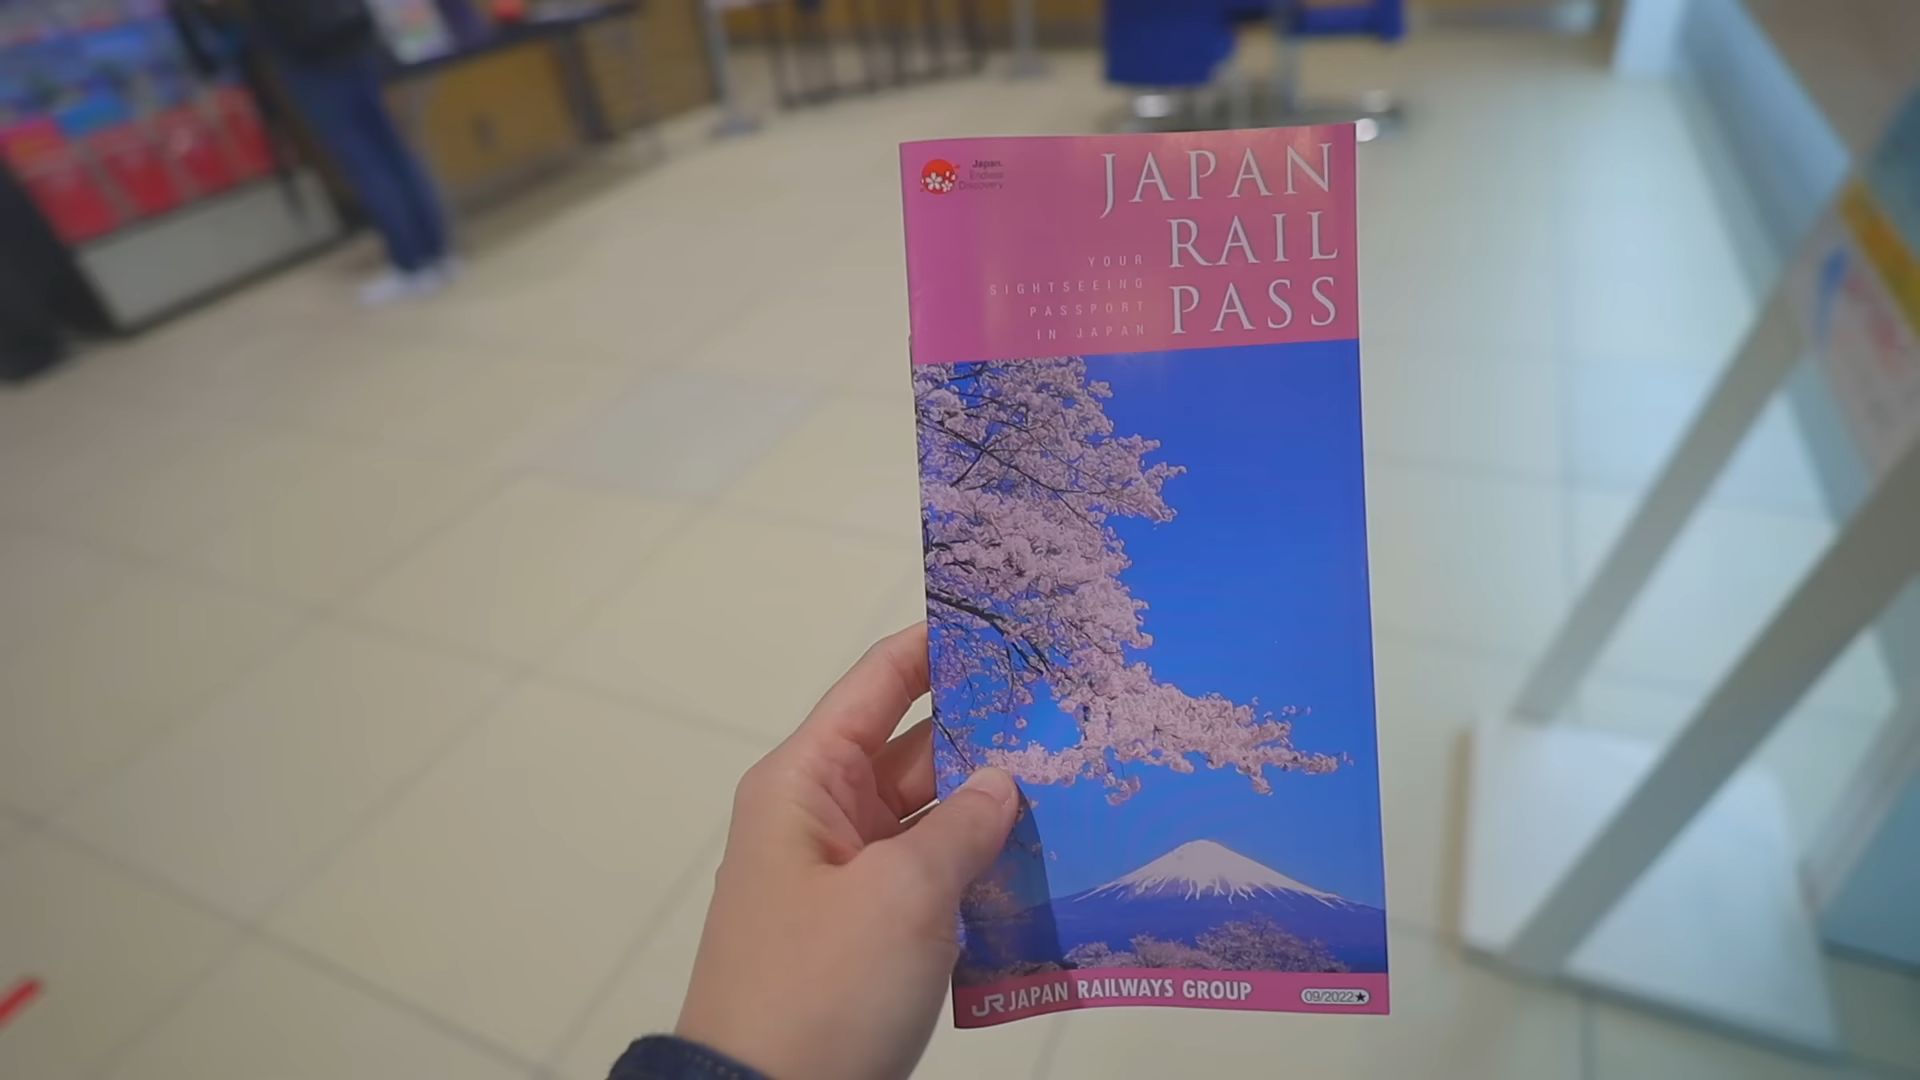 Japan.
Endless
Discovery
JAPAN
RAIL
PASS
YOUR
SIGHTSEEING
PASSPORT
IN JAPAN
JR JAPAN RAILWAYS GROUP
09/2022★